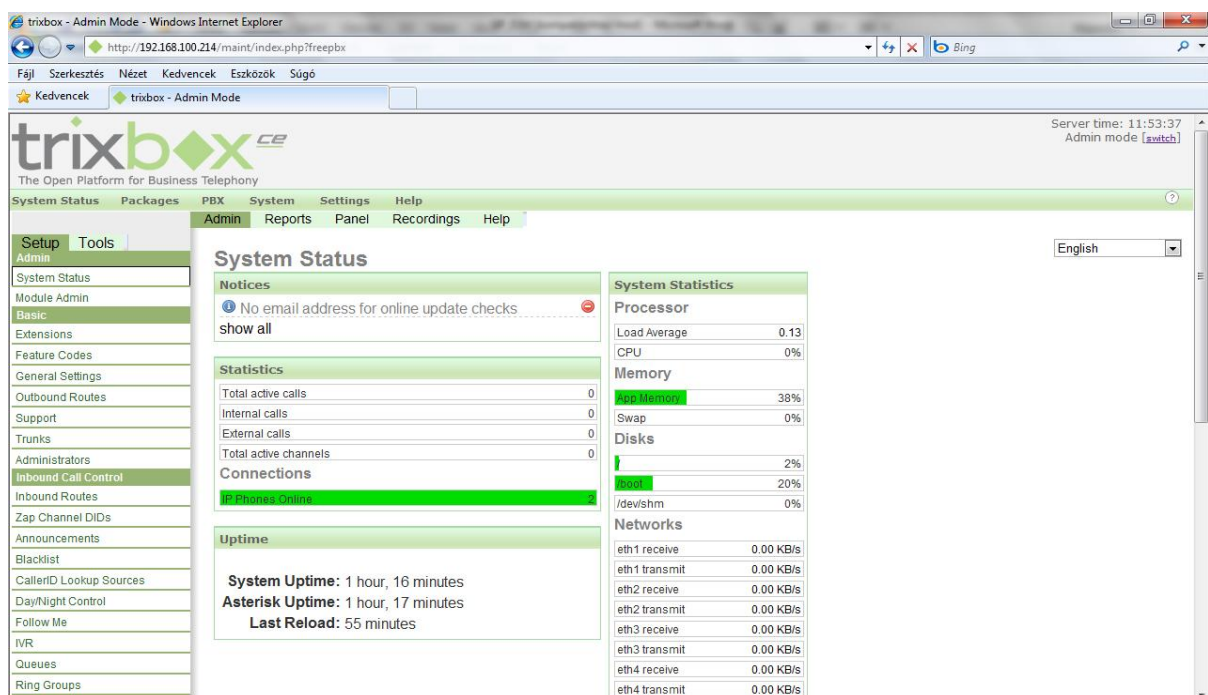 trixbox - Admin Mode - Windows Internet Explorer
http://192.168.100.214/maint/index.php?freepbx
Bing
Fájl Szerkesztés Nézet Kedvencek Eszközök Súgó
Kedvencek
trixbox - Admin Mode
Server time: 11:53:37
Admin mode [switch]
trixbox ce
The Open Platform for Business Telephony
System Status Packages PBX System Settings Help
Admin Reports Panel Recordings Help
Setup Tools
English
Admin
System Status
Module Admin
Basic
Extensions
Feature Codes
General Settings
Outbound Routes
Support
Trunks
Administrators
Inbound Call Control
Inbound Routes
Zap Channel DIDs
Announcements
Blacklist
CallerID Lookup Sources
Day/Night Control
Follow Me
IVR
Queues
Ring Groups
System Status
Notices
No email address for online update checks
show all
Statistics
Total active calls 0
Internal calls 0
External calls 0
Total active channels 0
Connections
IP Phones Online 2
Uptime
System Uptime: 1 hour, 16 minutes
Asterisk Uptime: 1 hour, 17 minutes
Last Reload: 55 minutes
System Statistics
Processor
Load Average 0.13
CPU 0%
Memory
App Memory 38%
Swap 0%
Disks
/ 2%
/boot 20%
/dev/shm 0%
Networks
eth1 receive 0.00 KB/s
eth1 transmit 0.00 KB/s
eth2 receive 0.00 KB/s
eth2 transmit 0.00 KB/s
eth3 receive 0.00 KB/s
eth3 transmit 0.00 KB/s
eth4 receive 0.00 KB/s
eth4 transmit 0.00 KB/s